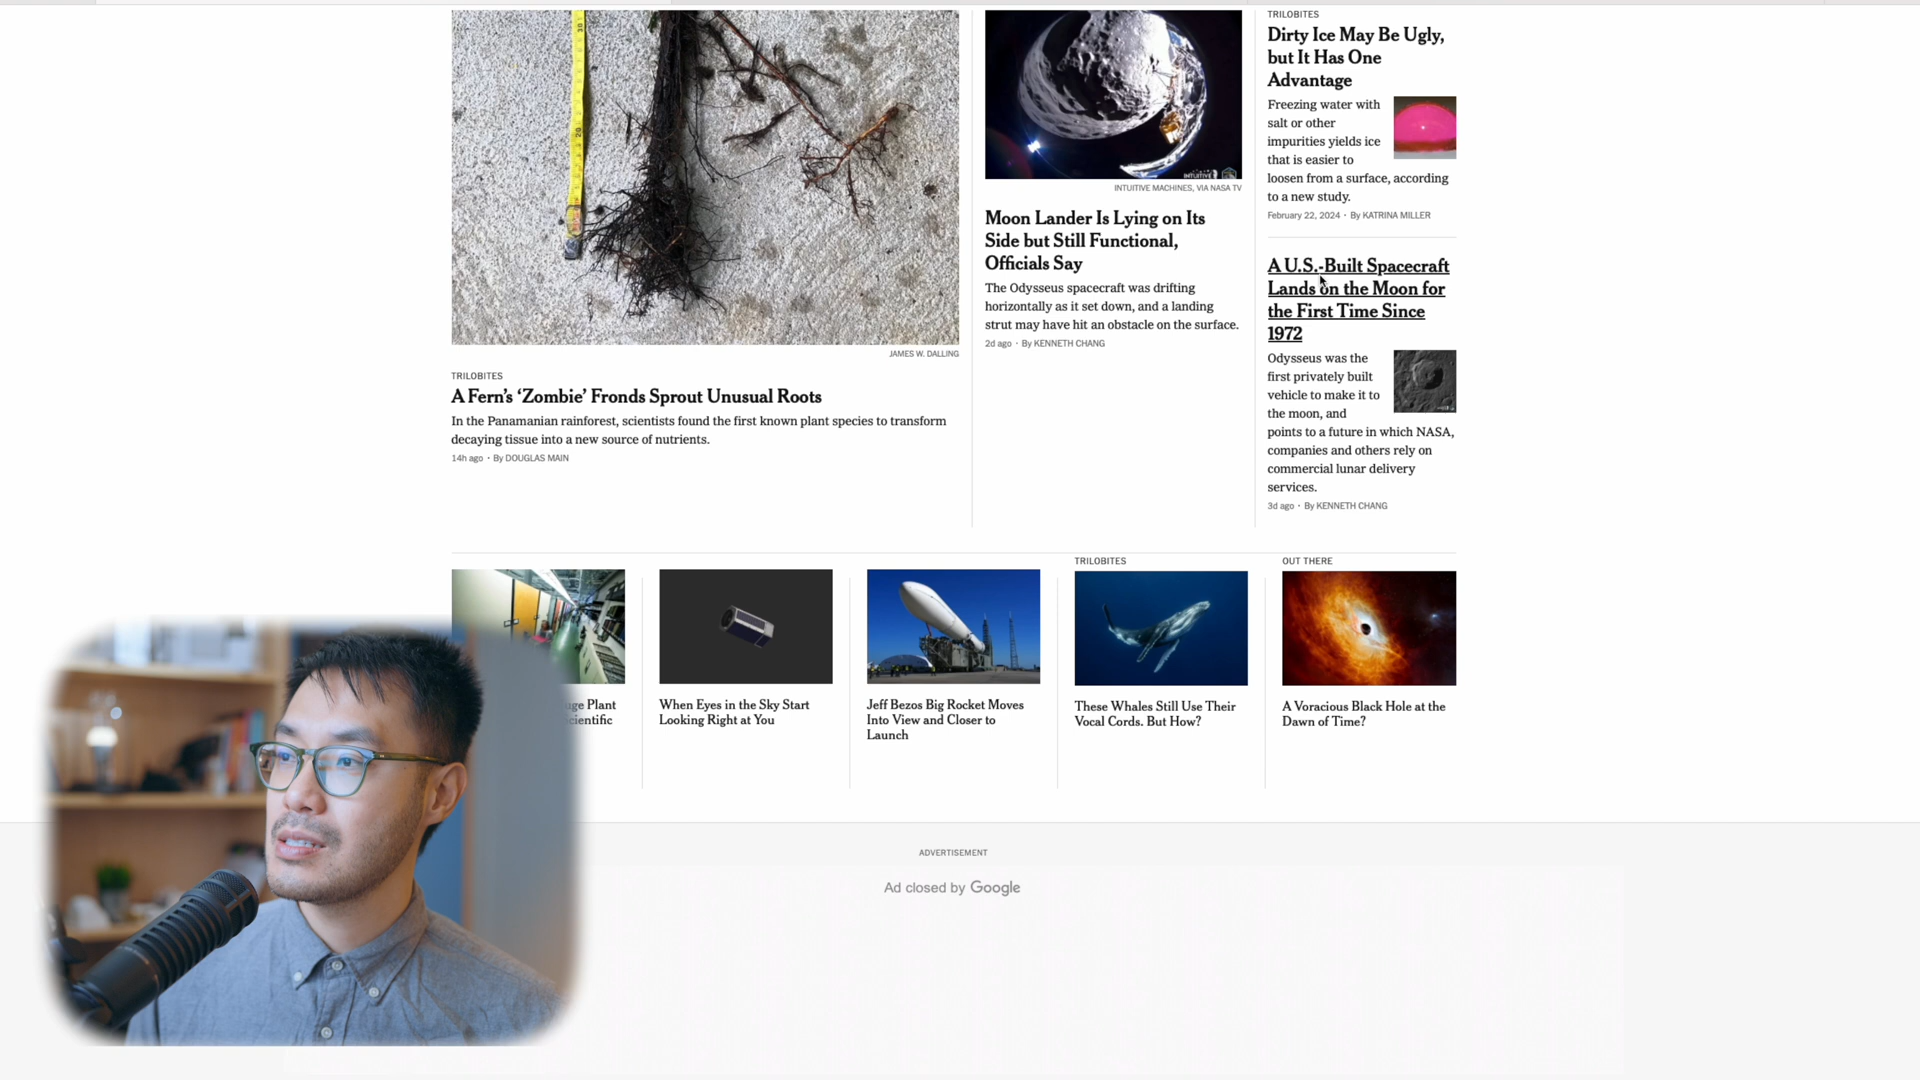 JAMES W. DALLING
TRILOBITES
A Fern's 'Zombie' Fronds Sprout Unusual Roots
In the Panamanian rainforest, scientists found the first known plant species to transform
decaying tissue into a new source of nutrients.
14h ago · By DOUGLAS MAIN
INTUITIVE
INTUITIVE MACHINES, VIA NASA TV
Moon Lander Is Lying on Its
Side but Still Functional,
Officials Say
The Odysseus spacecraft was drifting
horizontally as it set down, and a landing
strut may have hit an obstacle on the surface.
2d ago · By KENNETH CHANG
TRILOBITES
Dirty Ice May Be Ugly,
but It Has One
Advantage
Freezing water with
salt or other
impurities yields ice
that is easier to
loosen from a surface, according
to a new study.
February 22, 2024 · By KATRINA MILLER
A U.S.-Built Spacecraft
Lands on the Moon for
the First Time Since
1972
Odysseus was the
first privately built
vehicle to make it to
the moon, and
points to a future in which NASA,
companies and others rely on
commercial lunar delivery
services.
3d ago · By KENNETH CHANG
Plant
When Eyes in the Sky Start
Looking Right at You
Jeff Bezos Big Rocket Moves
Into View and Closer to
Launch
TRILOBITES
These Whales Still Use Their
Vocal Cords. But How?
OUT THERE
A Voracious Black Hole at the
Dawn of Time?
ADVERTISEMENT
Ad closed by Google